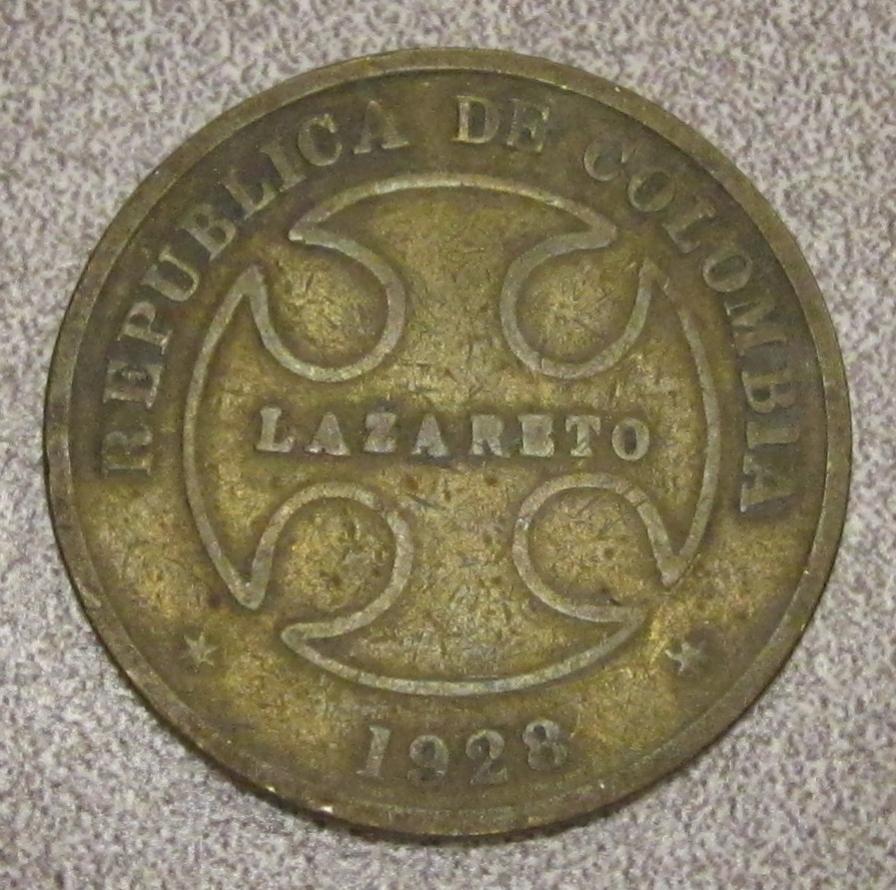 REPUBLICA DE COLOMBIA
LAZARETO
1928